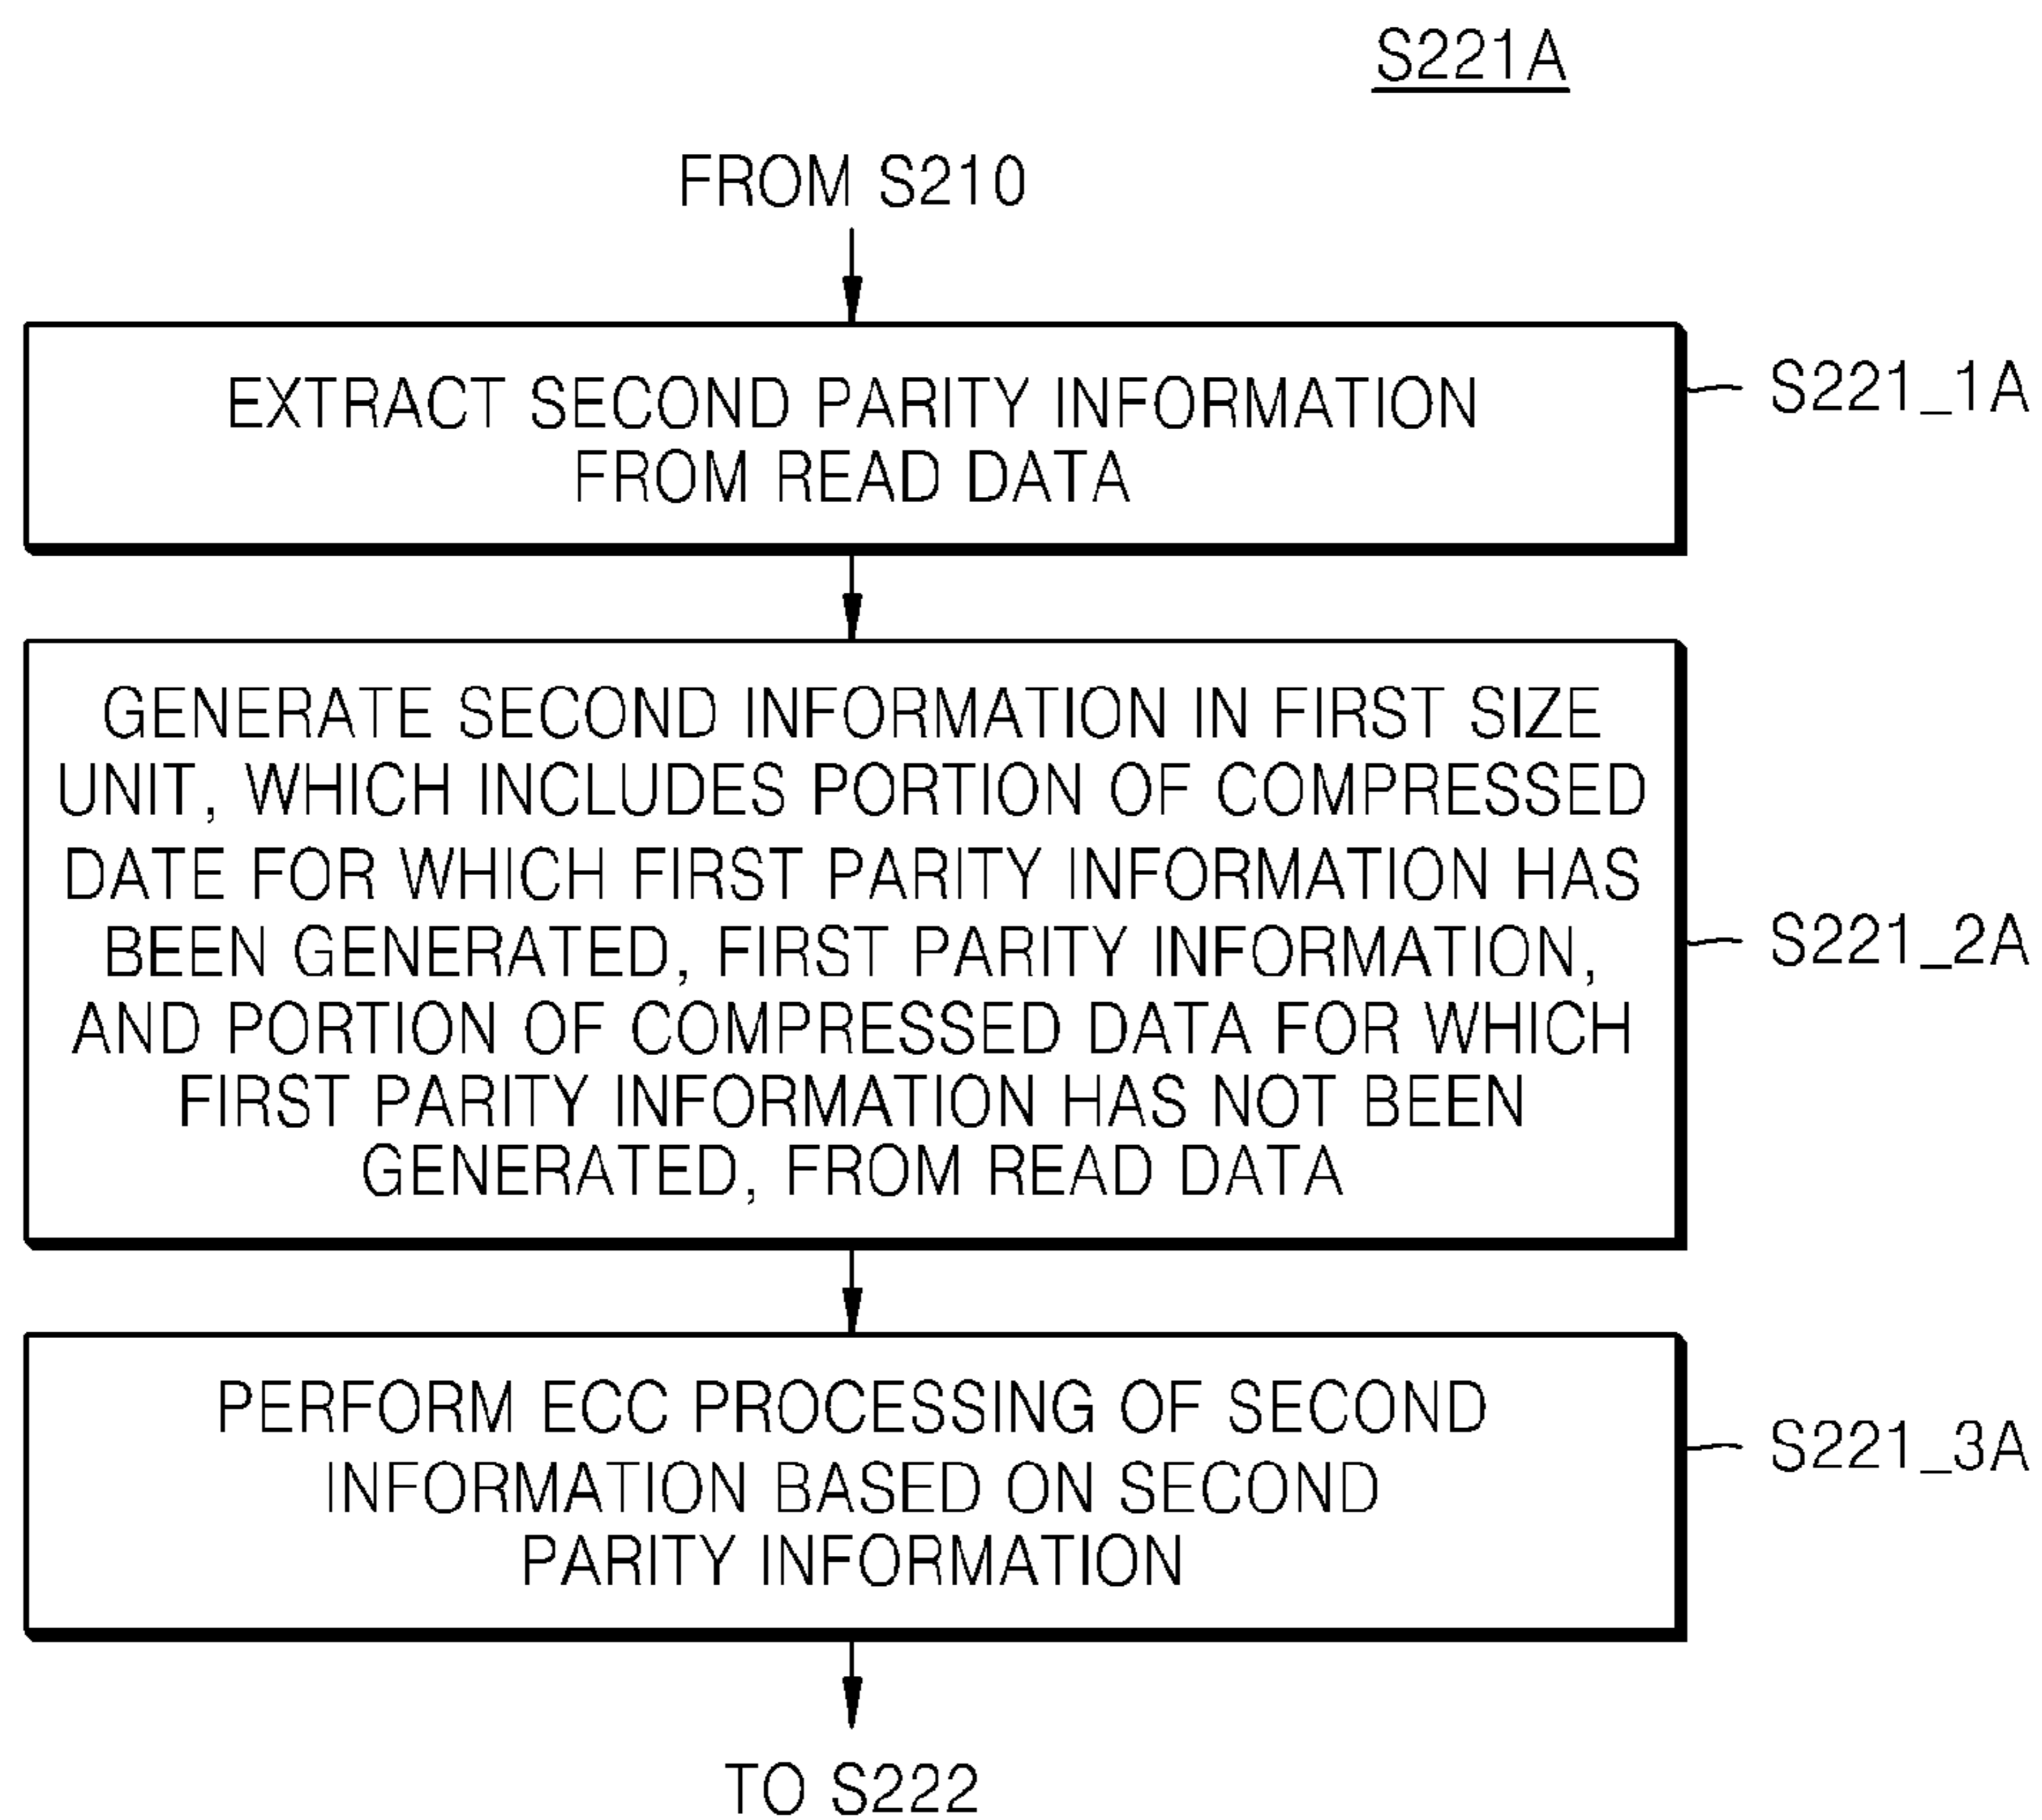 S221A
FROM S210
EXTRACT SECOND PARITY INFORMATION
FROM READ DATA
S221_1A
GENERATE SECOND INFORMATION IN FIRST SIZE
UNIT, WHICH INCLUDES PORTION OF COMPRESSED
DATE FOR WHICH FIRST PARITY INFORMATION HAS
BEEN GENERATED, FIRST PARITY INFORMATION,
AND PORTION OF COMPRESSED DATA FOR WHICH
FIRST PARITY INFORMATION HAS NOT BEEN
GENERATED, FROM READ DATA
S221_2A
PERFORM ECC PROCESSING OF SECOND
INFORMATION BASED ON SECOND
PARITY INFORMATION
S221_3A
TO S222